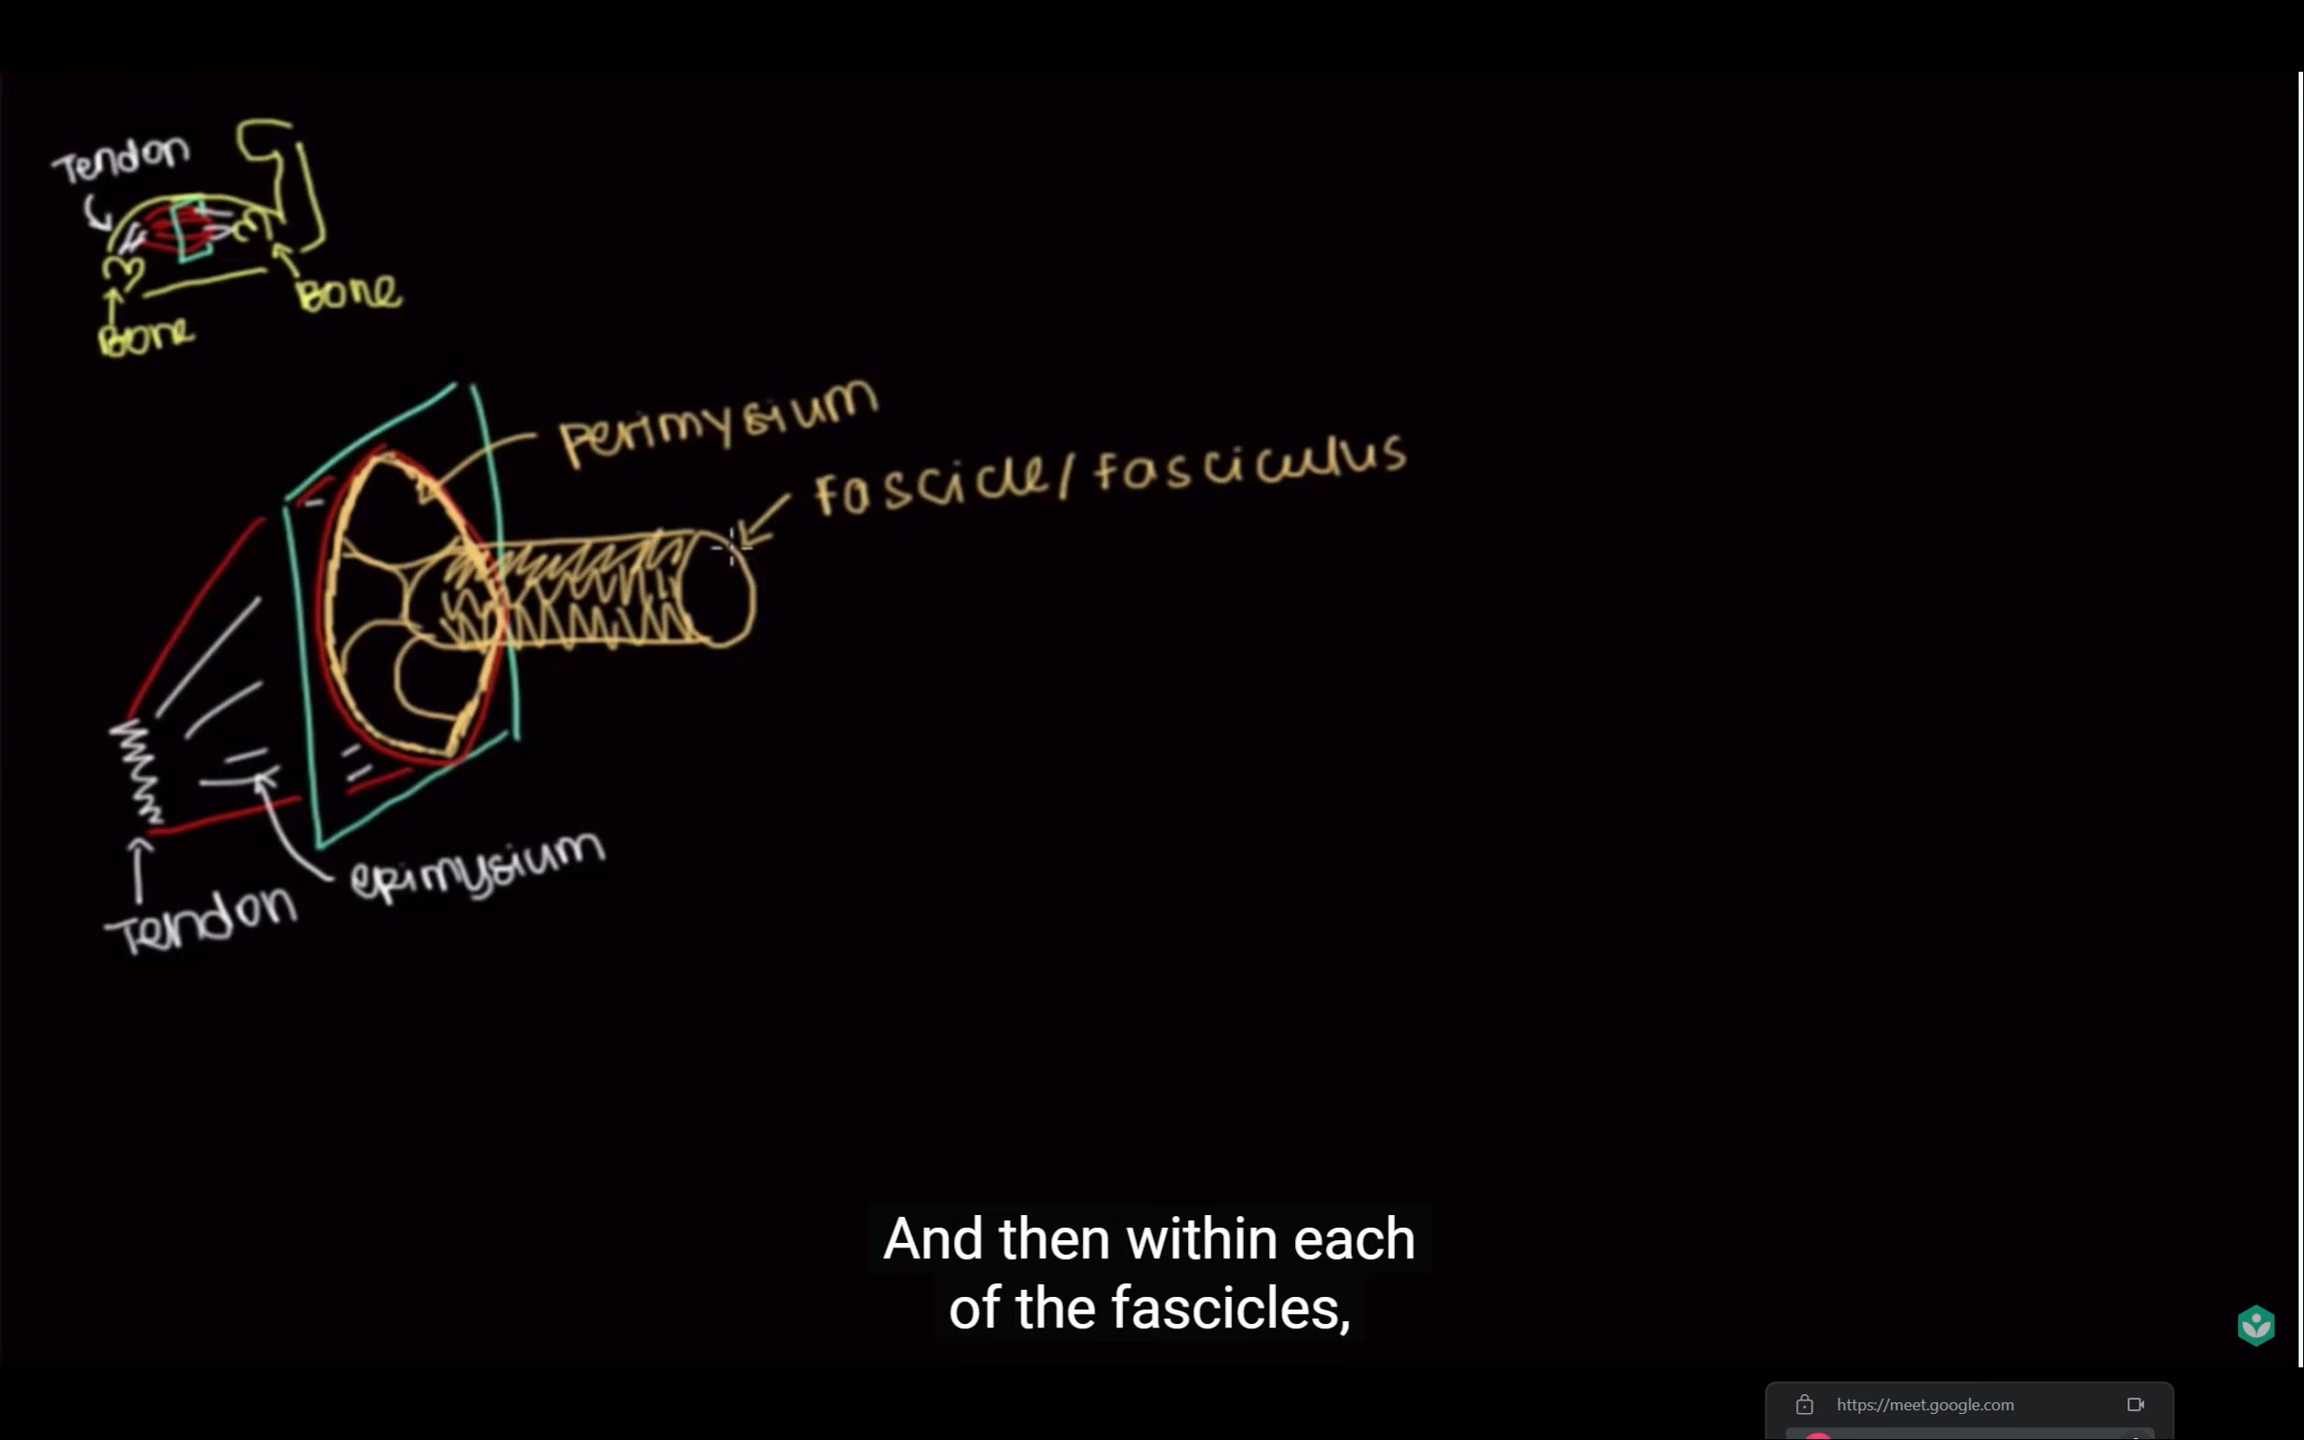 Tendon
Bone
Bone
Perimysium
Fascicle/fasciculus
epimysium
Tendon
And then within each
of the fascicles,
https://meet.google.com